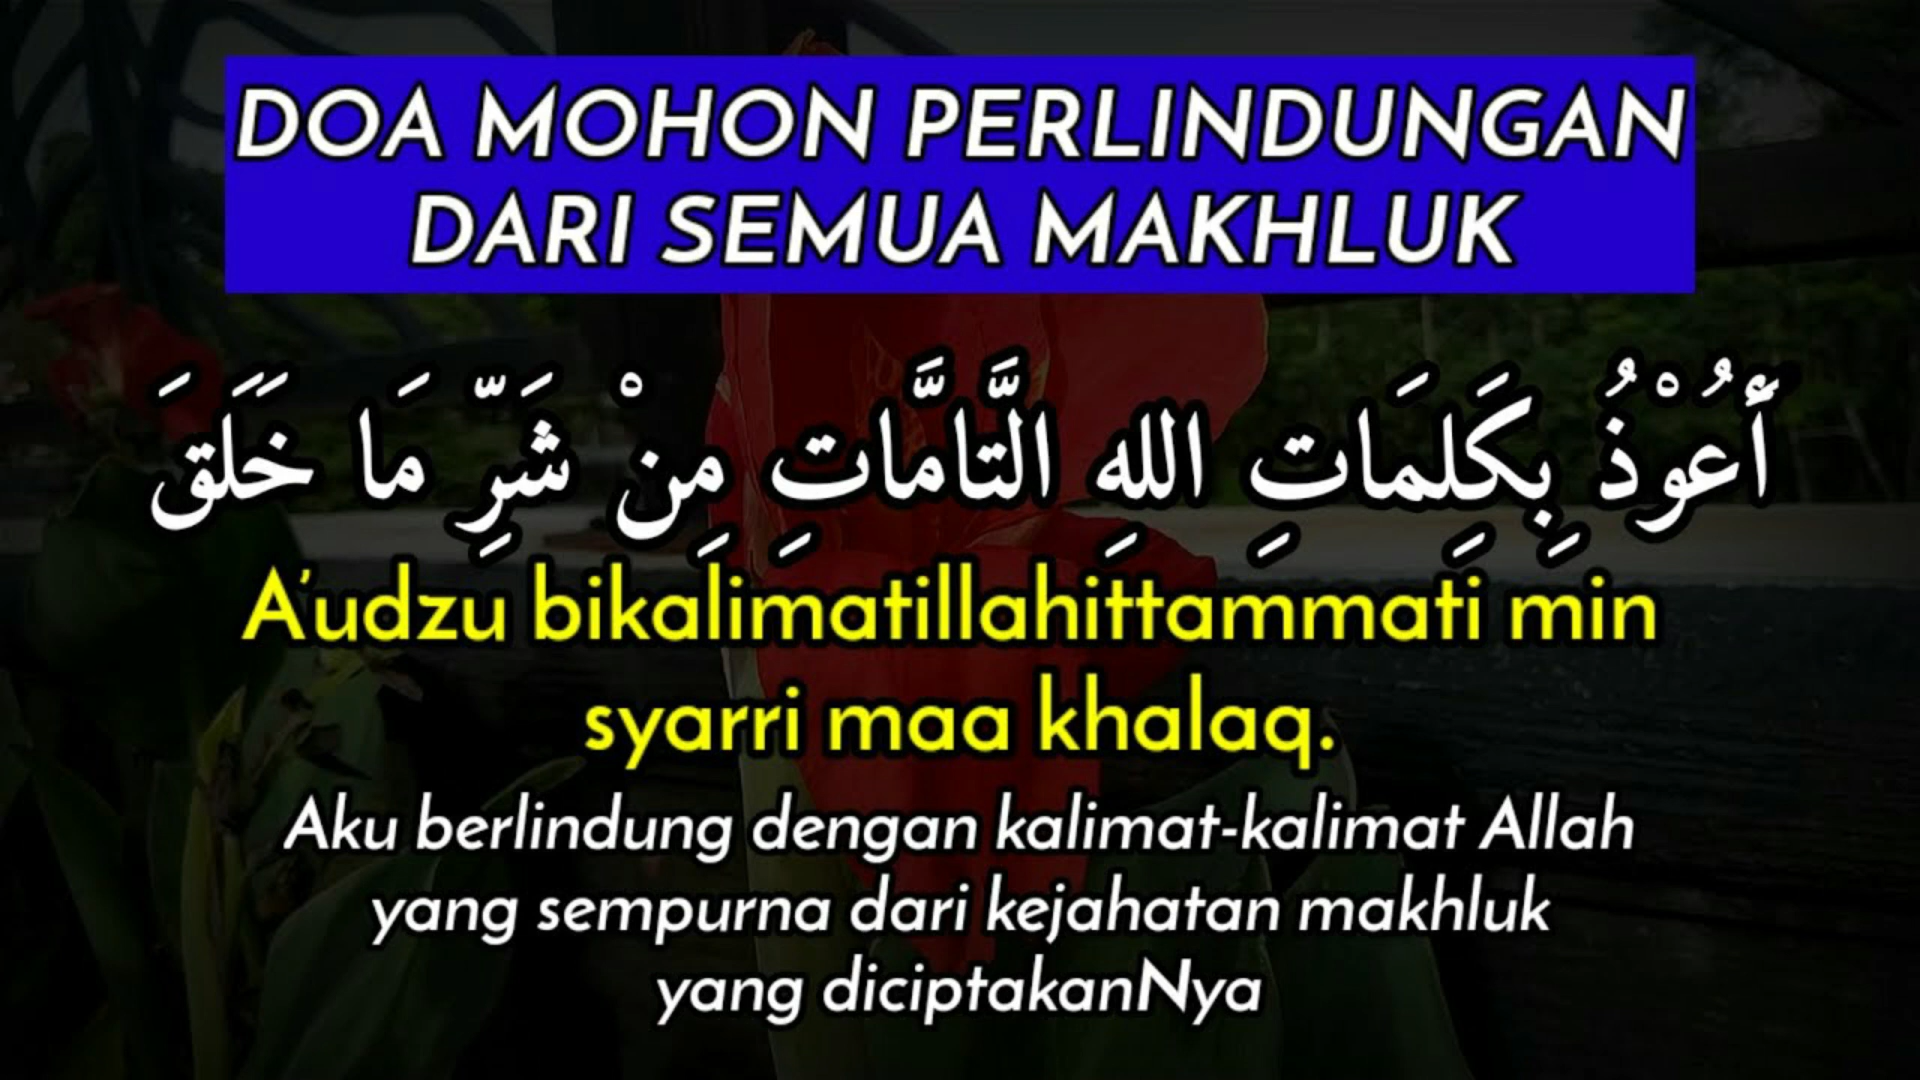 DOA MOHON PERLINDUNGAN
DARI SEMUA MAKHLUK
أَعُوْذُ بِكَلِمَاتِ اللهِ التَّامَّاتِ مِنْ شَرِّ مَا خَلَقَ
A'udzu bikalimatillahittammati min
syarri maa khalaq.
Aku berlindung dengan kalimat-kalimat Allah
yang sempurna dari kejahatan makhluk
yang diciptakanNya